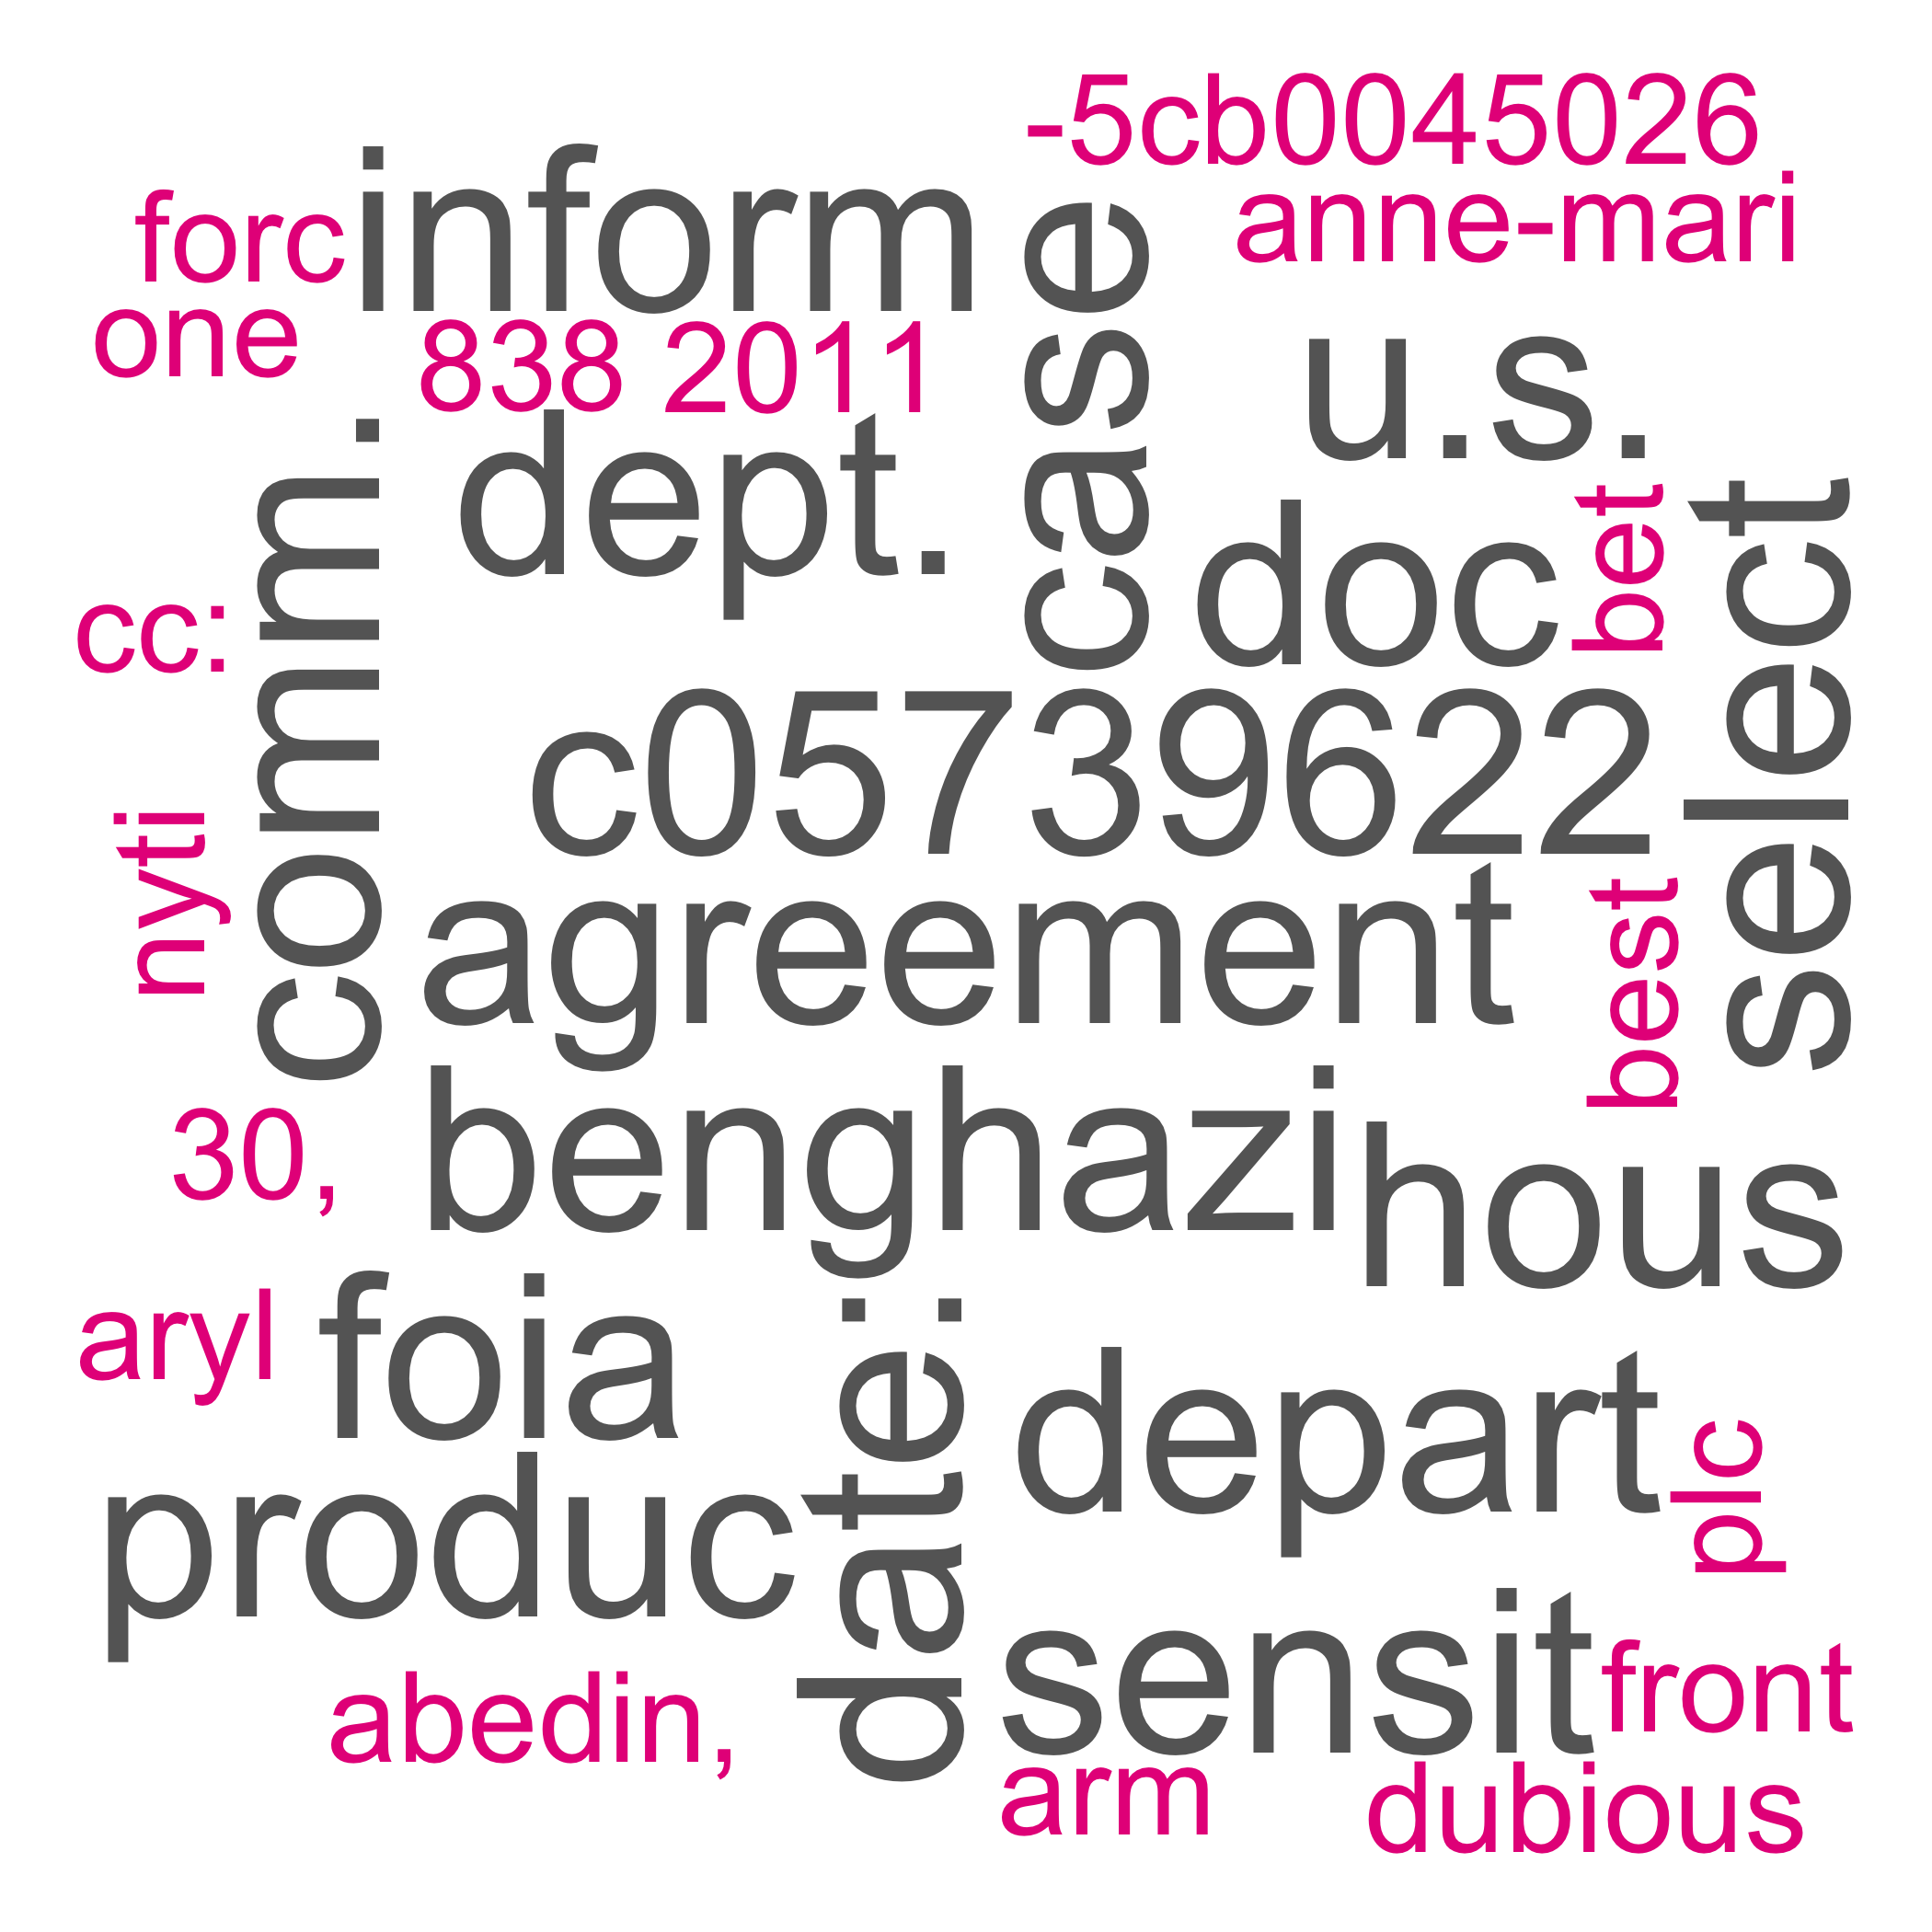 -5cb0045026
anne-mari
forc
inform
one
838 2011
case
u.s.
dept.
comm.
doc
bet
select
cc:
c05739622
nyti
agreement
best
benghazi
30,
hous
aryl
foia
date:
depart
plc
produc
sensit
front
abedin,
arm
dubious